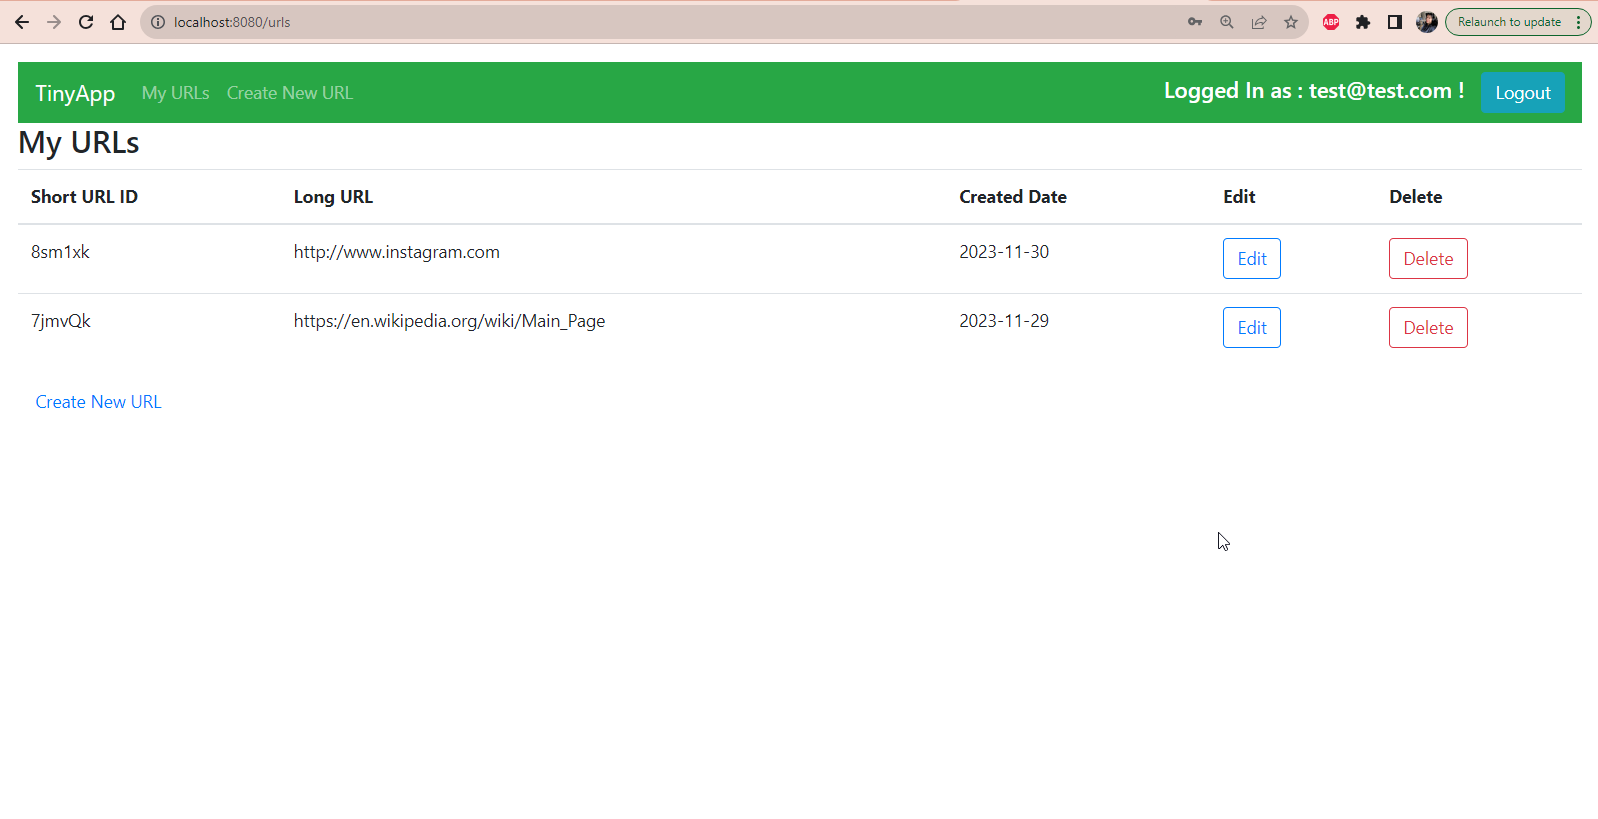 localhost:8080/urls
ABP
Relaunch to update
TinyApp My URLs Create New URL Logged In as : test@test.com ! Logout
My URLs
Short URL ID Long URL Created Date Edit Delete
8sm1xk http://www.instagram.com 2023-11-30 Edit Delete
7jmvQk https://en.wikipedia.org/wiki/Main_Page 2023-11-29 Edit Delete
Create New URL